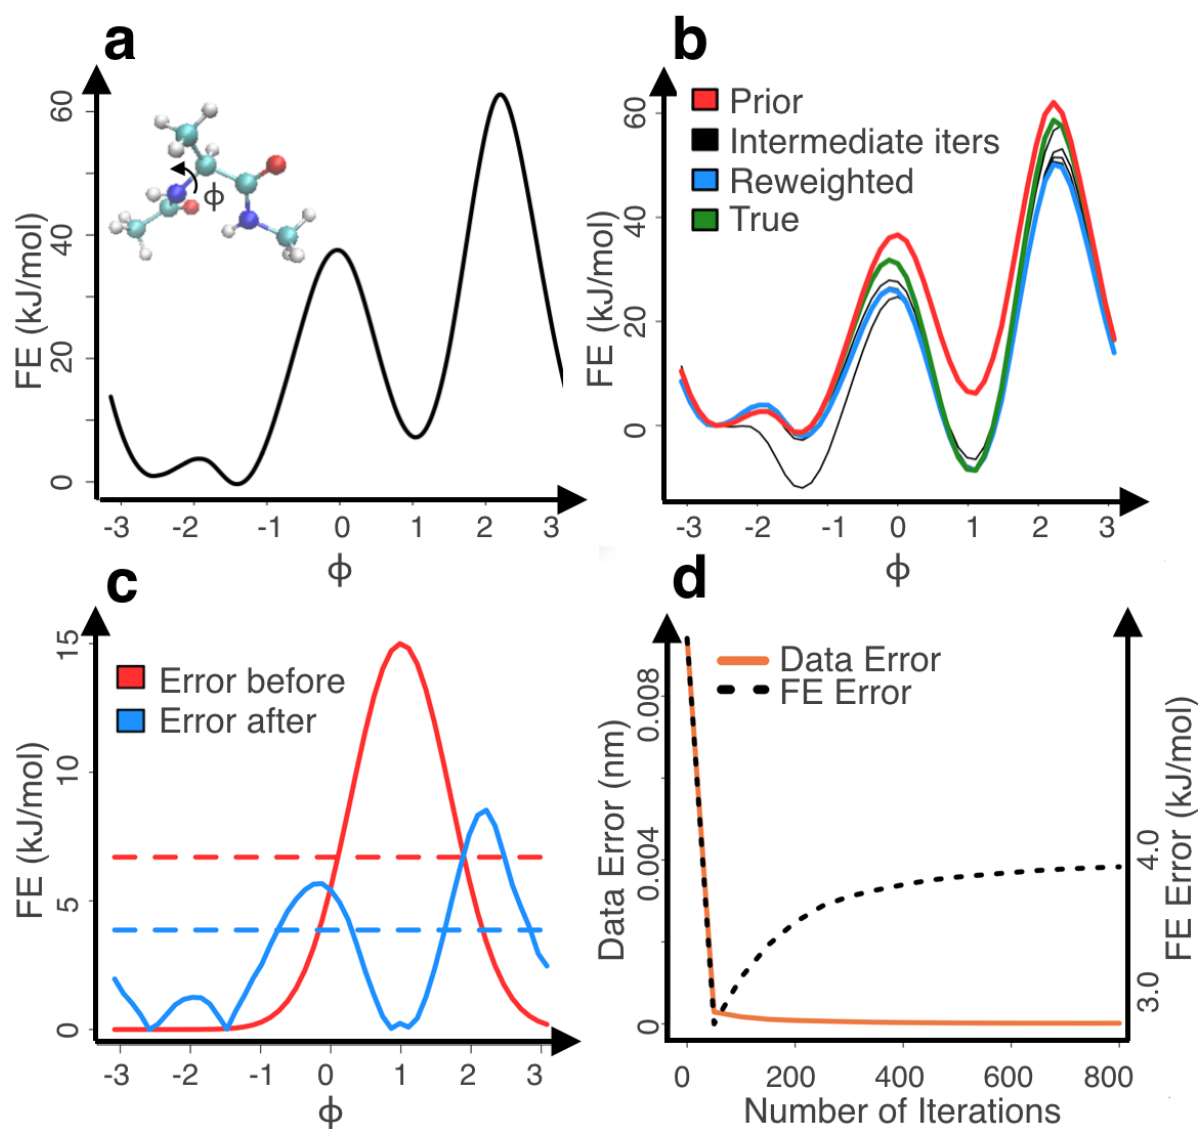 a
FE (kJ/mol)
60
40
20
0
ϕ
-3 -2 -1 0 1 2 3
ϕ
b
FE (kJ/mol)
60
40
20
0
Prior
Intermediate iters
Reweighted
True
-3 -2 -1 0 1 2 3
ϕ
c
FE (kJ/mol)
15
10
5
0
Error before
Error after
-3 -2 -1 0 1 2 3
ϕ
d
Data Error (nm)
0.008
0.004
0
Data Error
FE Error
4.0
3.0
FE Error (kJ/mol)
0 200 400 600 800
Number of Iterations